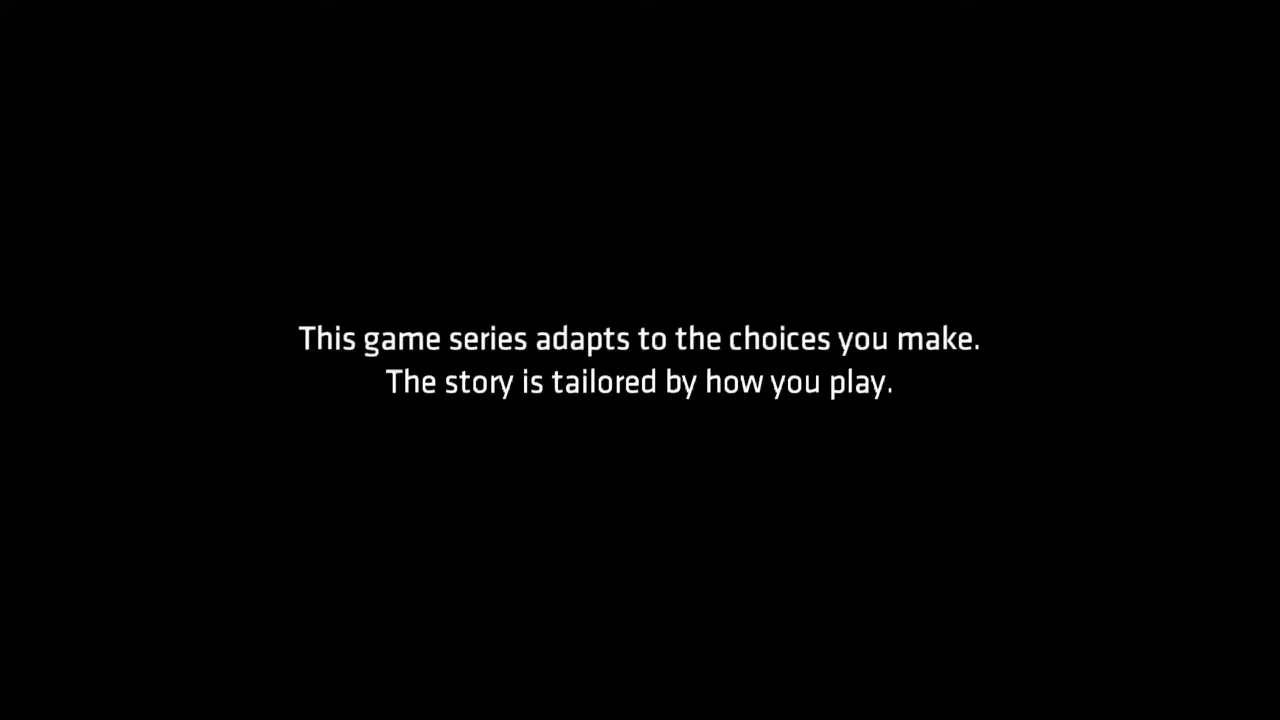 This game series adapts to the choices you make.
The story is tailored by how you play.